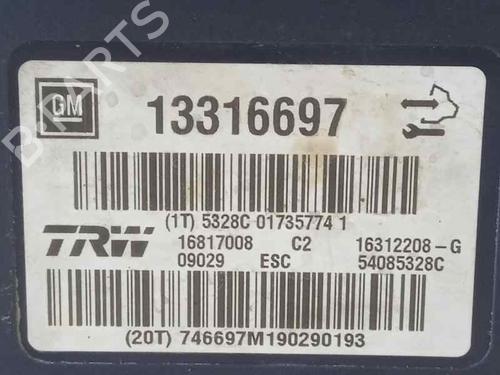 GM 13316697
(1T) 5328C 01735774 1
TRW 16817008 C2 16312208-G
09029 ESC 54085328C
(20T) 746697M190290193
B-PARTS